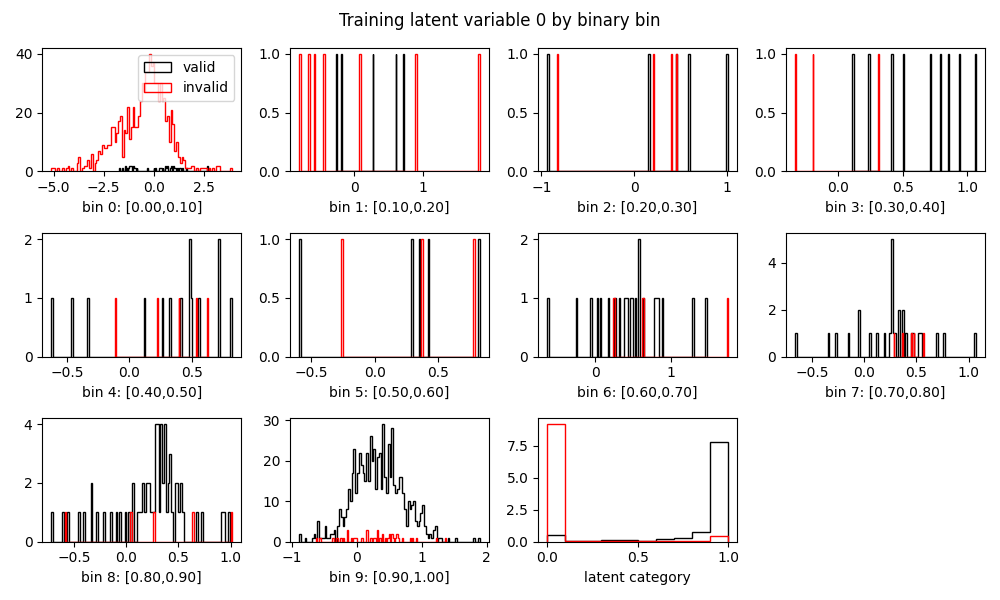 Training latent variable 0 by binary bin
40
20
0
valid
invalid
−5.0 −2.5 0.0 2.5
bin 0: [0.00,0.10]
1.0
0.5
0.0
0 1
bin 1: [0.10,0.20]
1.0
0.5
0.0
−1 0 1
bin 2: [0.20,0.30]
1.0
0.5
0.0
0.0 0.5 1.0
bin 3: [0.30,0.40]
2
1
0
−0.5 0.0 0.5
bin 4: [0.40,0.50]
1.0
0.5
0.0
−0.5 0.0 0.5
bin 5: [0.50,0.60]
2
1
0
0 1
bin 6: [0.60,0.70]
4
2
0
−0.5 0.0 0.5 1.0
bin 7: [0.70,0.80]
4
2
0
−0.5 0.0 0.5 1.0
bin 8: [0.80,0.90]
30
20
10
0
−1 0 1 2
bin 9: [0.90,1.00]
7.5
5.0
2.5
0.0
0.0 0.5 1.0
latent category